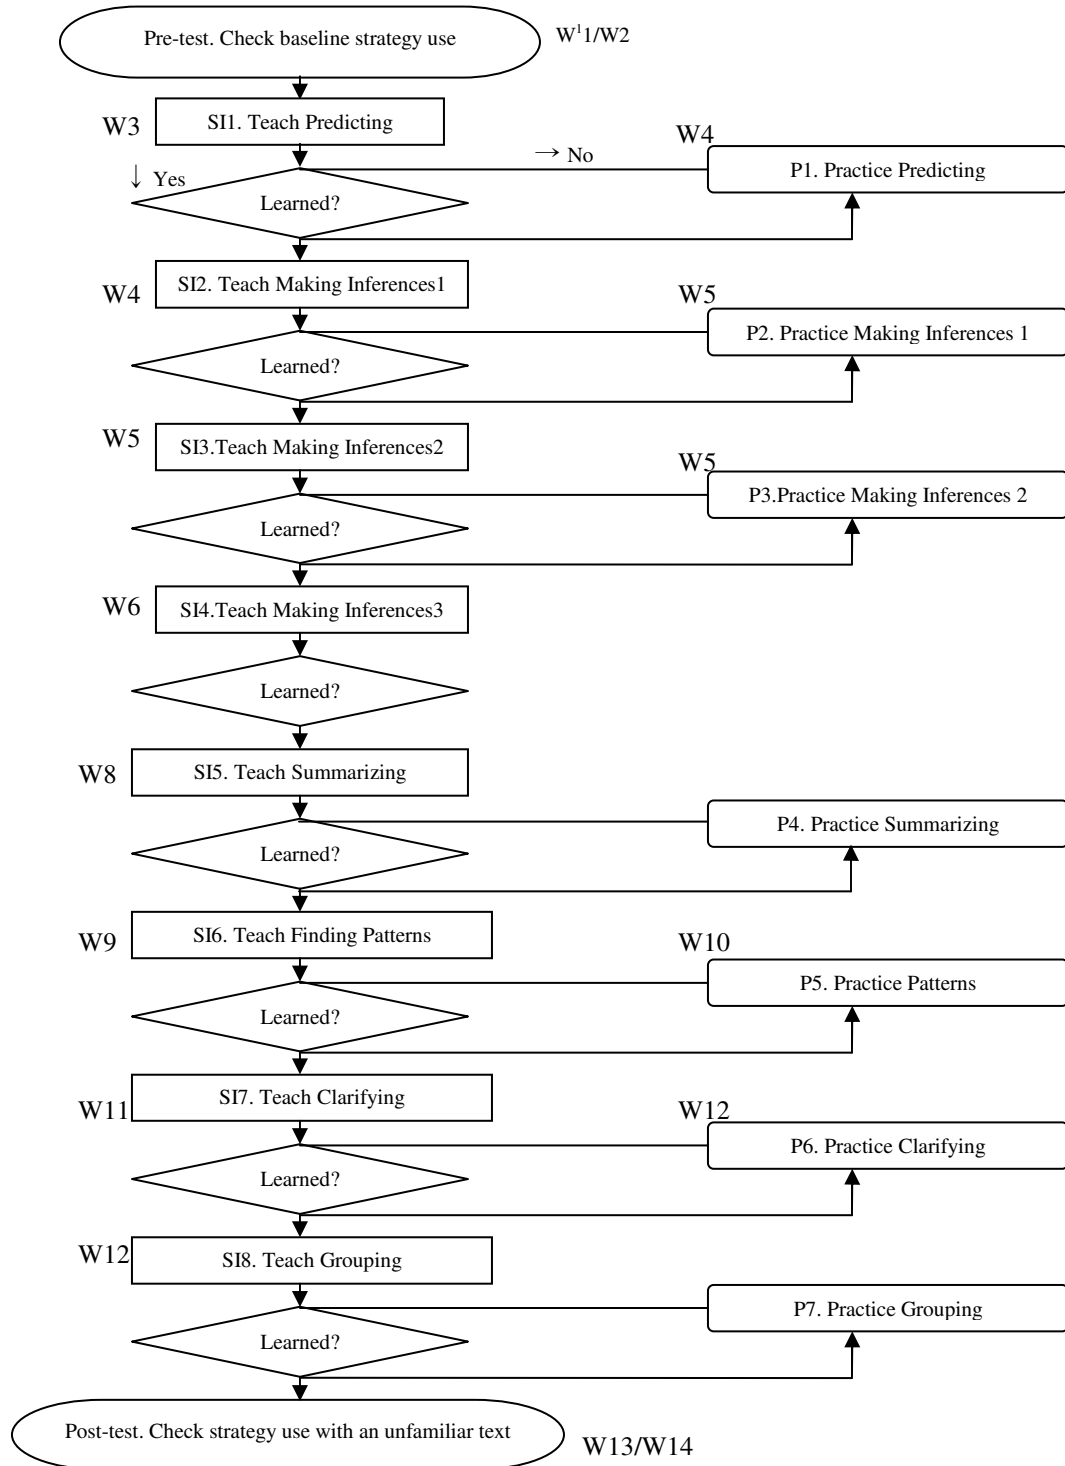 Pre-test. Check baseline strategy use
W¹1/W2
W3
SI1. Teach Predicting
W4
→ No
P1. Practice Predicting
↓ Yes
Learned?
W4
SI2. Teach Making Inferences1
W5
P2. Practice Making Inferences 1
Learned?
W5
SI3.Teach Making Inferences2
W5
P3.Practice Making Inferences 2
Learned?
W6
SI4.Teach Making Inferences3
Learned?
W8
SI5. Teach Summarizing
P4. Practice Summarizing
Learned?
W9
SI6. Teach Finding Patterns
W10
P5. Practice Patterns
Learned?
W11
SI7. Teach Clarifying
W12
P6. Practice Clarifying
Learned?
W12
SI8. Teach Grouping
P7. Practice Grouping
Learned?
Post-test. Check strategy use with an unfamiliar text
W13/W14